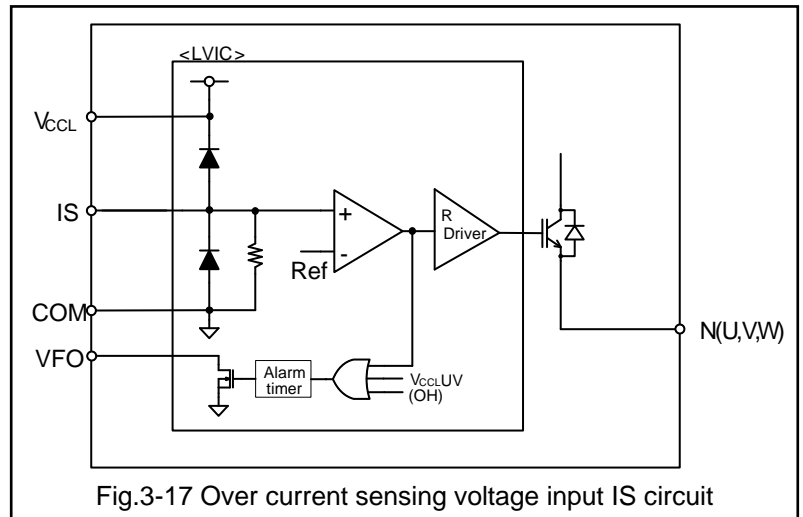 <LVIC>
VCCL
IS
COM
VFO
+
-
Ref
R
Driver
Alarm
timer
VCCLUV
(OH)
N(U,V,W)
Fig.3-17 Over current sensing voltage input IS circuit